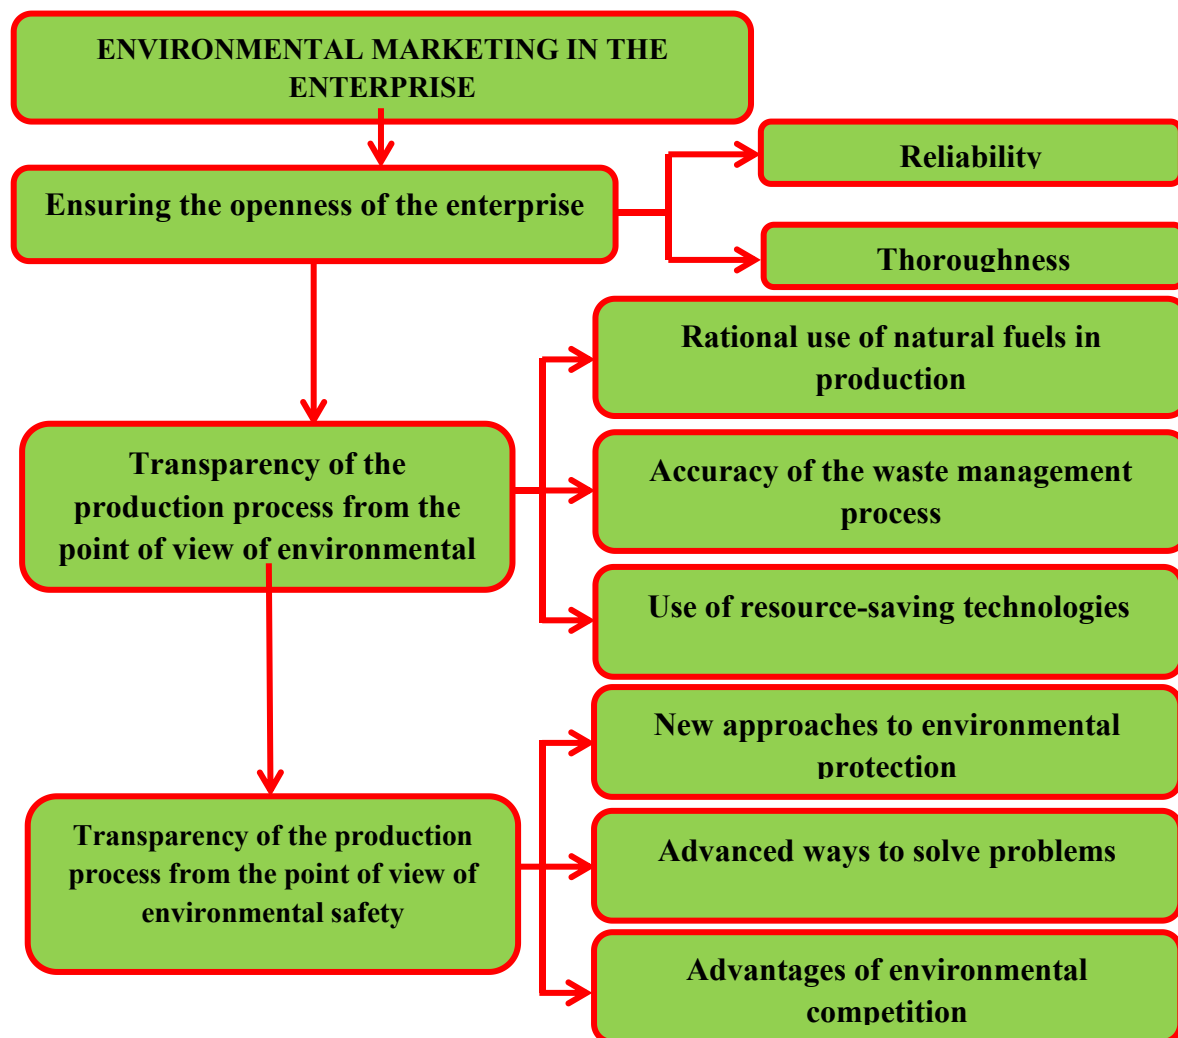 ENVIRONMENTAL MARKETING IN THE
ENTERPRISE
Reliability
Ensuring the openness of the enterprise
Thoroughness
Rational use of natural fuels in
production
Transparency of the
production process from the
point of view of environmental
Accuracy of the waste management
process
Use of resource-saving technologies
New approaches to environmental
protection
Transparency of the production
process from the point of view of
environmental safety
Advanced ways to solve problems
Advantages of environmental
competition